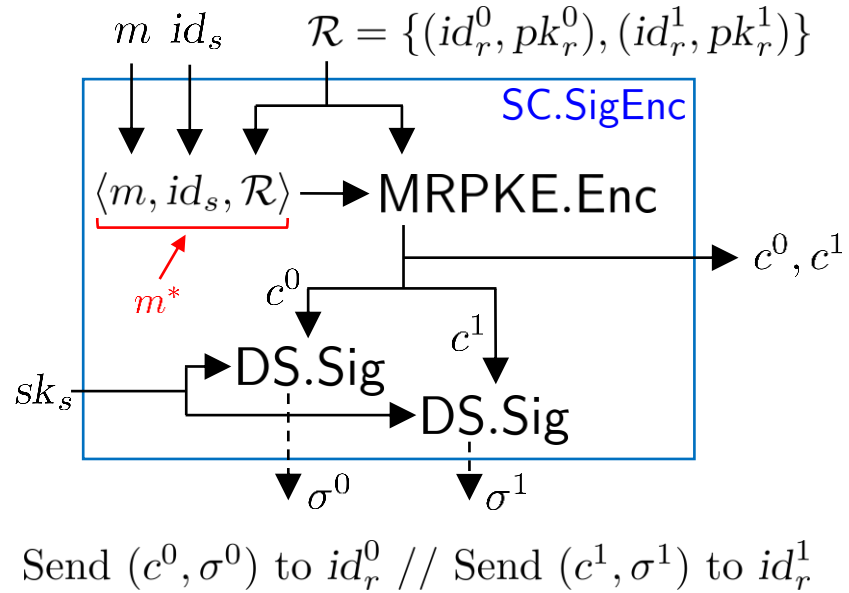 m id_s R = {(id_r^0, pk_r^0), (id_r^1, pk_r^1)}
SC.SigEnc
⟨m, id_s, R⟩ MRPKE.Enc
c^0, c^1
m*
c^0
c^1
DS.Sig
sk_s
DS.Sig
σ^0 σ^1
Send (c^0, σ^0) to id_r^0 // Send (c^1, σ^1) to id_r^1